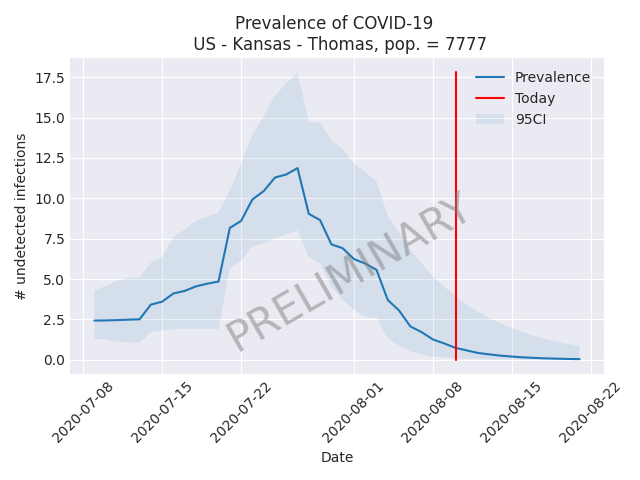 Prevalence of COVID-19
US - Kansas - Thomas, pop. = 7777
17.5
15.0
12.5
10.0
7.5
5.0
2.5
0.0
# undetected infections
Prevalence
Today
95CI
PRELIMINARY
2020-07-08
2020-07-15
2020-07-22
2020-08-01
2020-08-08
2020-08-15
2020-08-22
Date